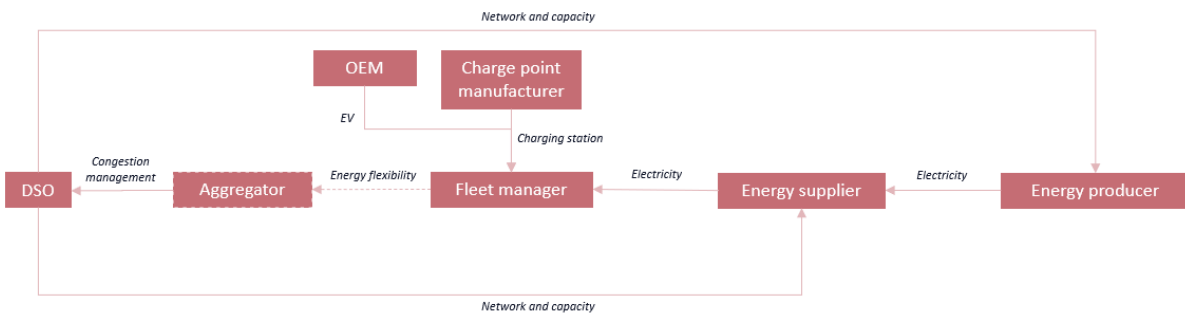 Network and capacity
OEM
Charge point
manufacturer
EV
Charging station
Congestion
management
Energy flexibility
Electricity
Electricity
DSO
Aggregator
Fleet manager
Energy supplier
Energy producer
Network and capacity